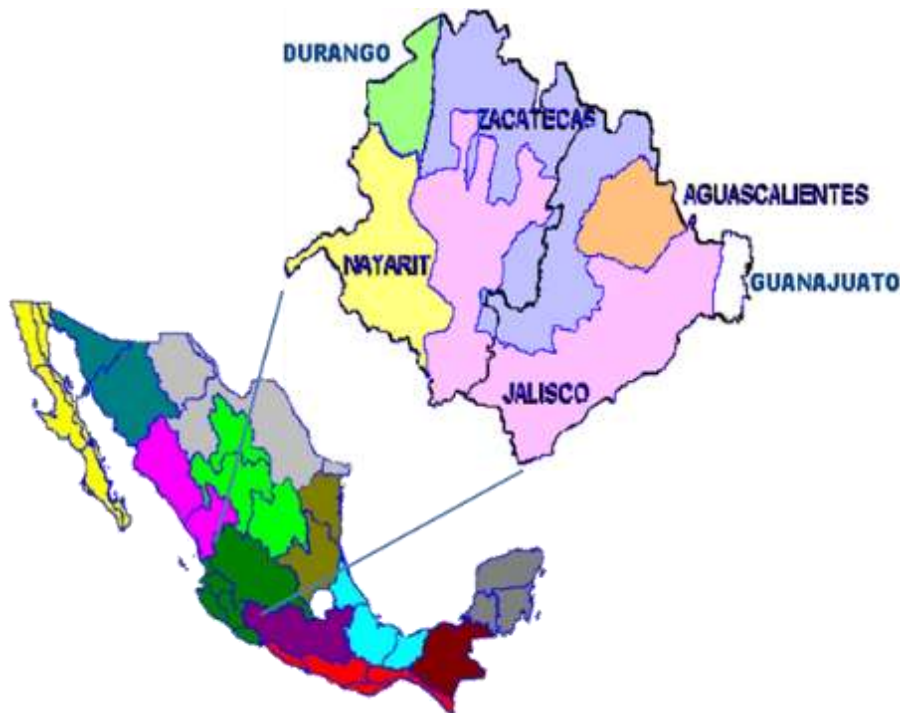 DURANGO
ZACATECAS
AGUASCALIENTES
NAYARIT
GUANAJUATO
JALISCO